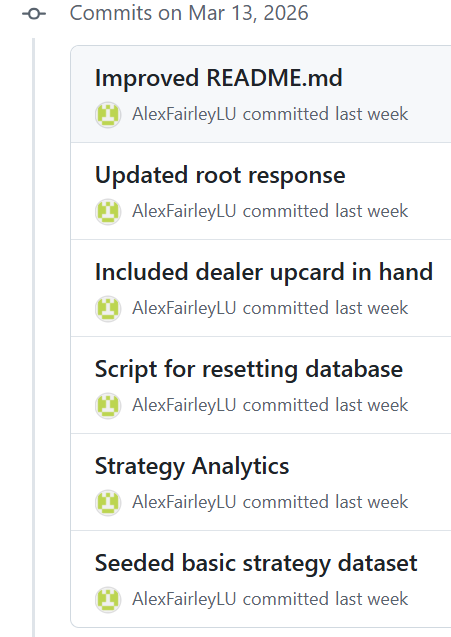 Commits on Mar 13, 2026
Improved README.md
AlexFairleyLU committed last week
Updated root response
AlexFairleyLU committed last week
Included dealer upcard in hand
AlexFairleyLU committed last week
Script for resetting database
AlexFairleyLU committed last week
Strategy Analytics
AlexFairleyLU committed last week
Seeded basic strategy dataset
AlexFairleyLU committed last week